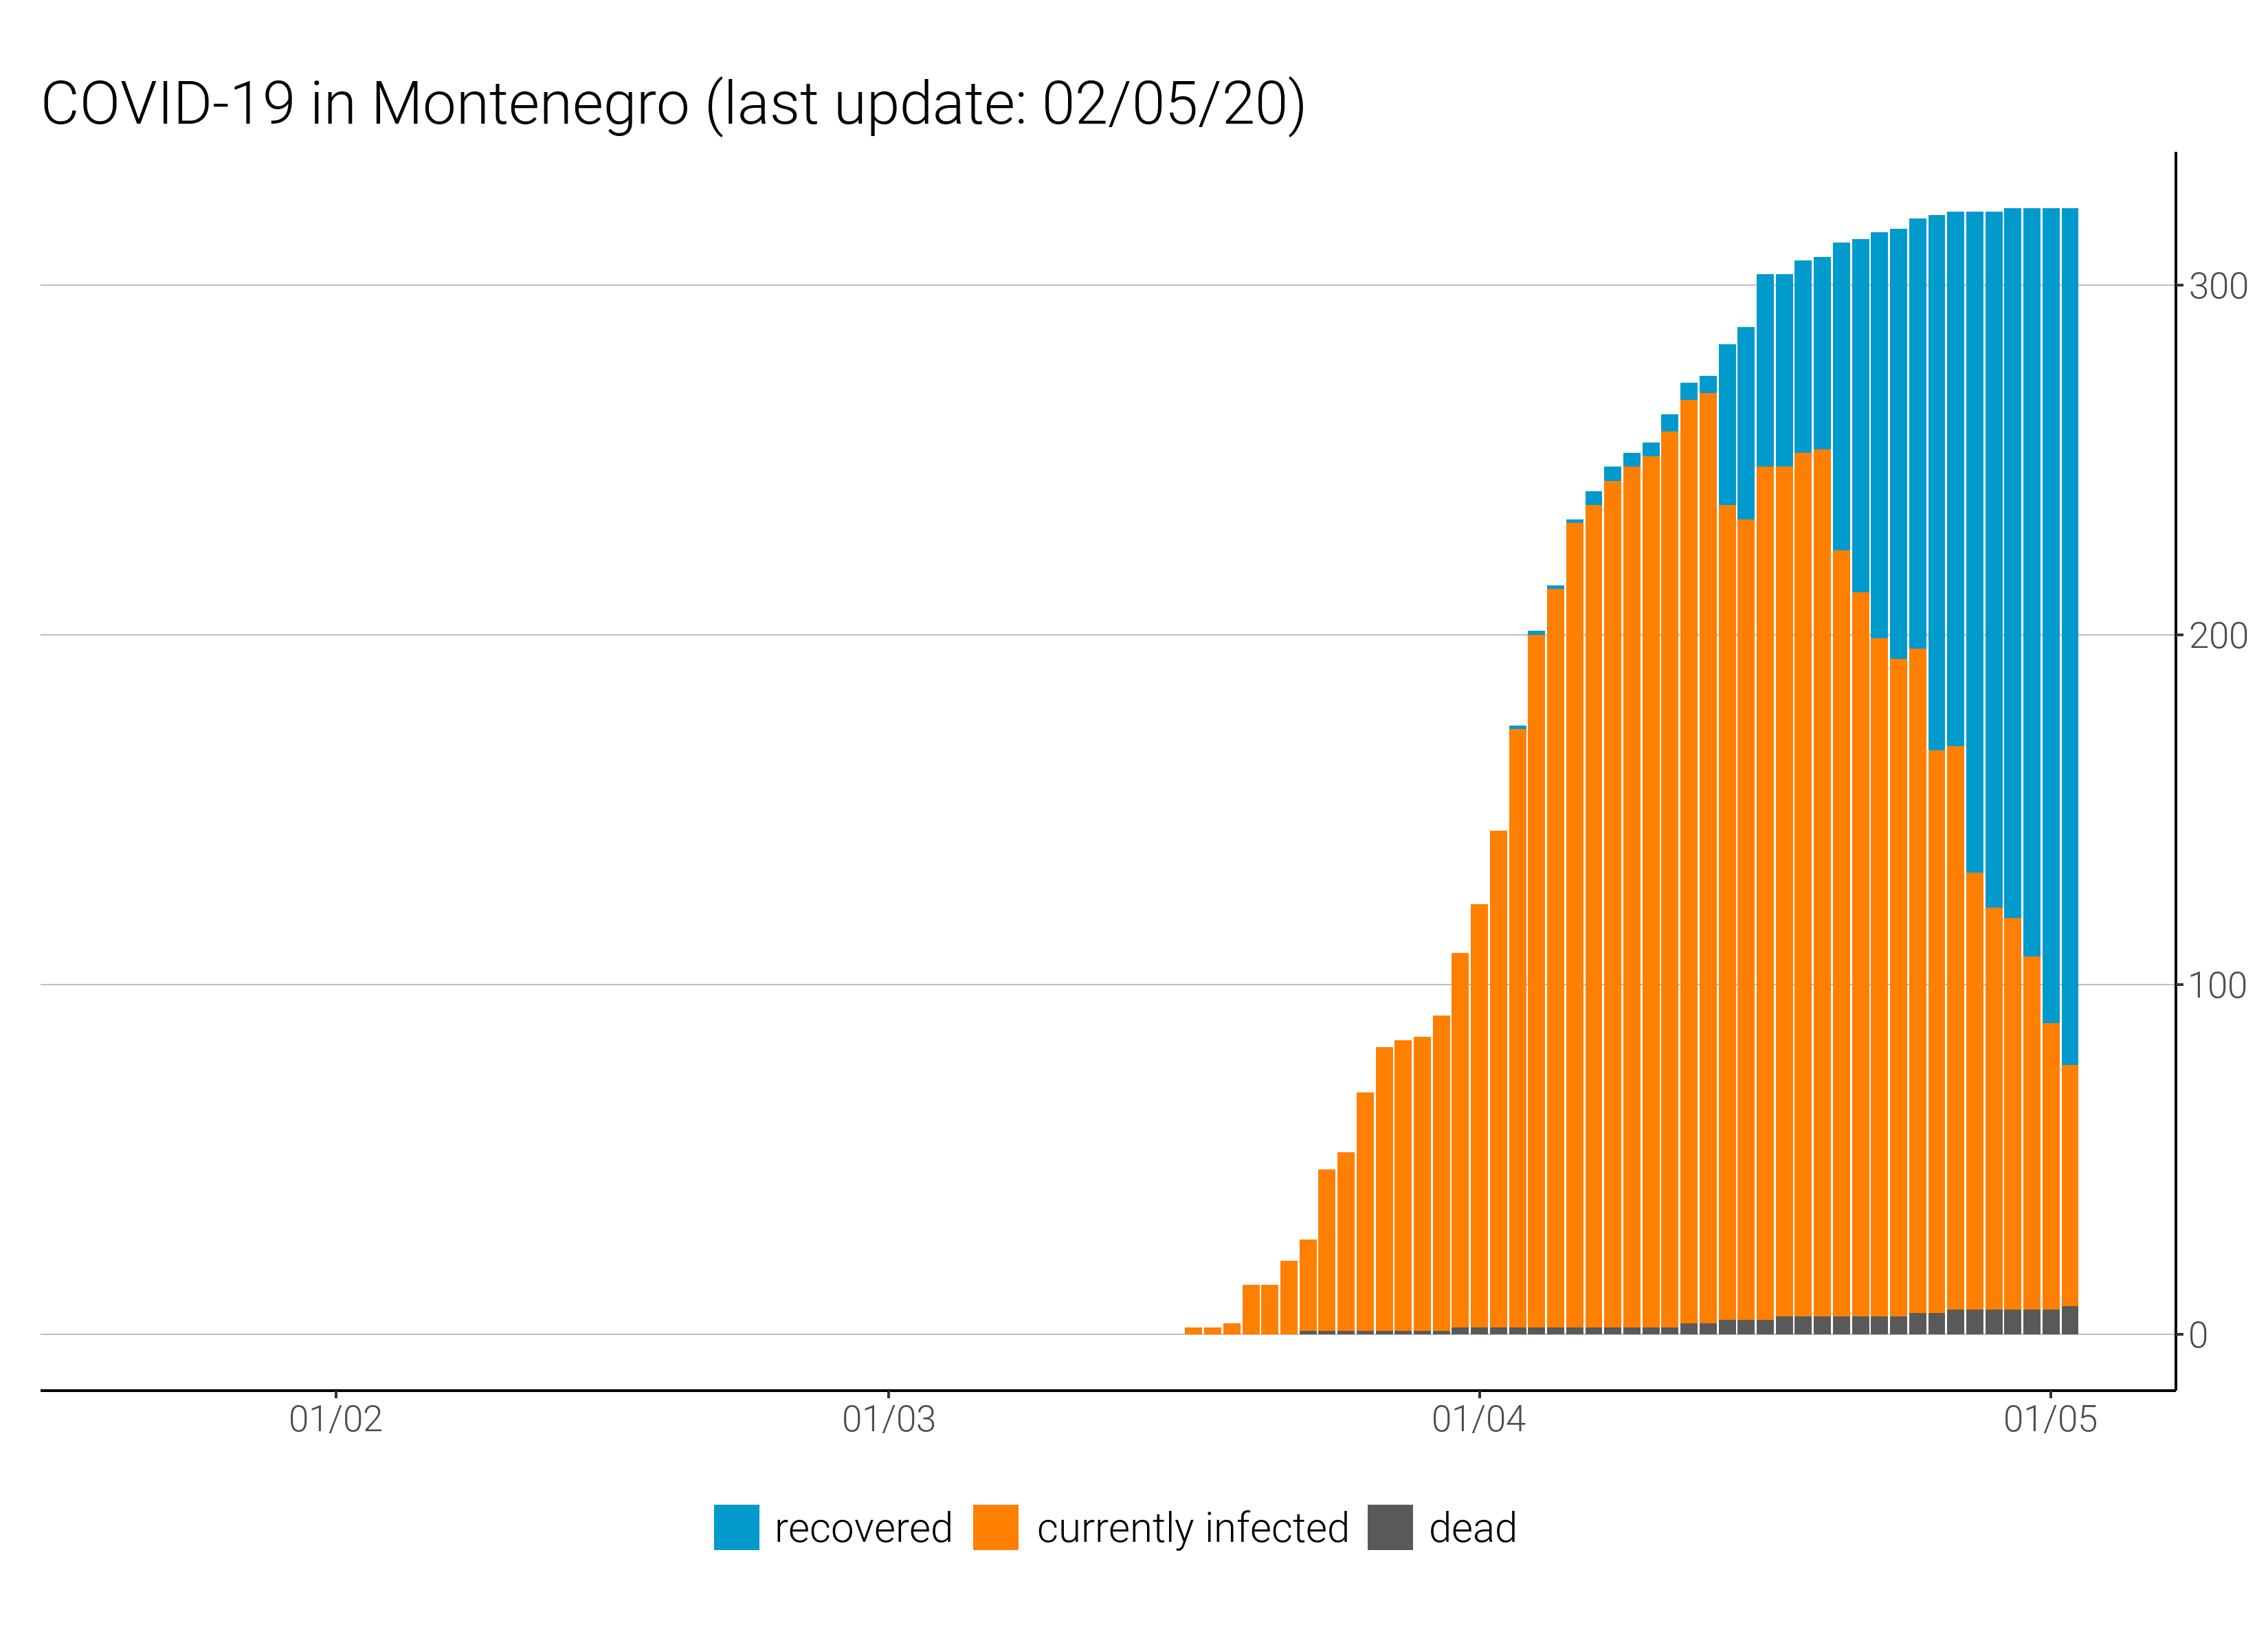 COVID-19 in Montenegro (last update: 02/05/20)
300
200
100
0
01/02 01/03 01/04 01/05
recovered currently infected dead